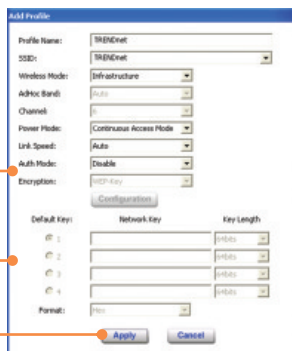 Add Profile
Profile Name: TRENDnet
SSID: TRENDnet
Wireless Mode: Infrastructure
AdHoc Band: Auto
Channel: 6
Power Mode: Continuous Access Mode
Link Speed: Auto
Auth Mode: Disable
Encryption: WEP-Key
Configuration
Default Key: Network Key Key Length
1 64bits
2 64bits
3 64bits
4 64bits
Format: Hex
Apply Cancel